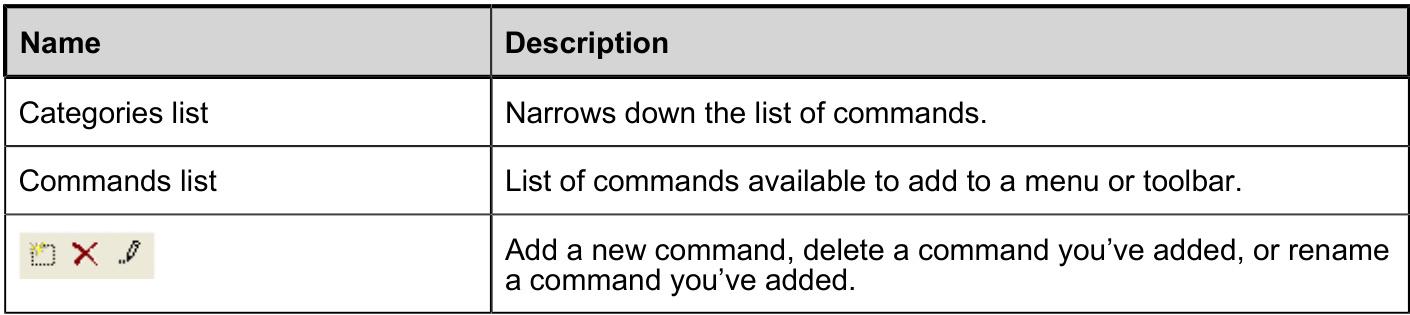 Name Description
Categories list Narrows down the list of commands.
Commands list List of commands available to add to a menu or toolbar.
Add a new command, delete a command you’ve added, or rename
a command you’ve added.